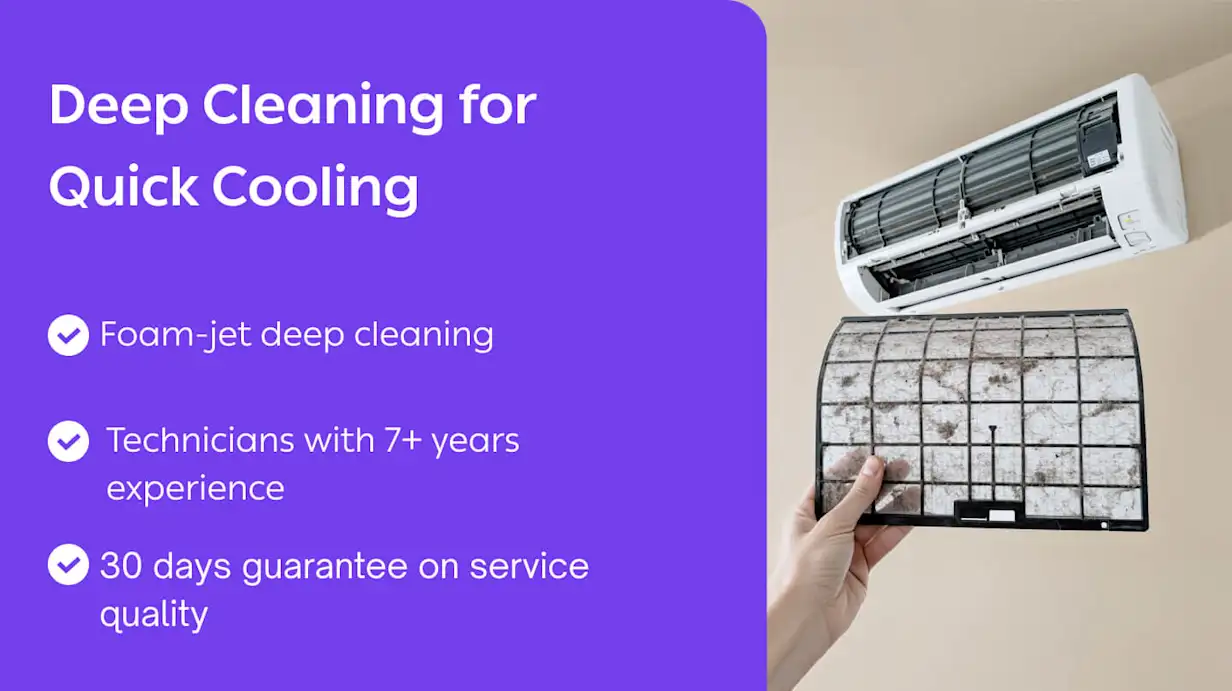 Deep Cleaning for
Quick Cooling
Foam-jet deep cleaning
Technicians with 7+ years
experience
30 days guarantee on service
quality